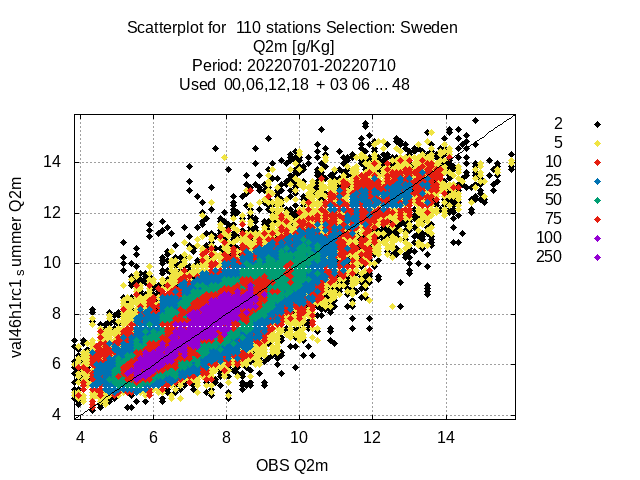 Scatterplot for 110 stations Selection: Sweden
Q2m [g/Kg]
Period: 20220701-20220710
Used 00,06,12,18 + 03 06 ... 48
val46h1rc1 s ummer Q2m
14
12
10
8
6
4
4 6 8 10 12 14
OBS Q2m
2
5
10
25
50
75
100
250